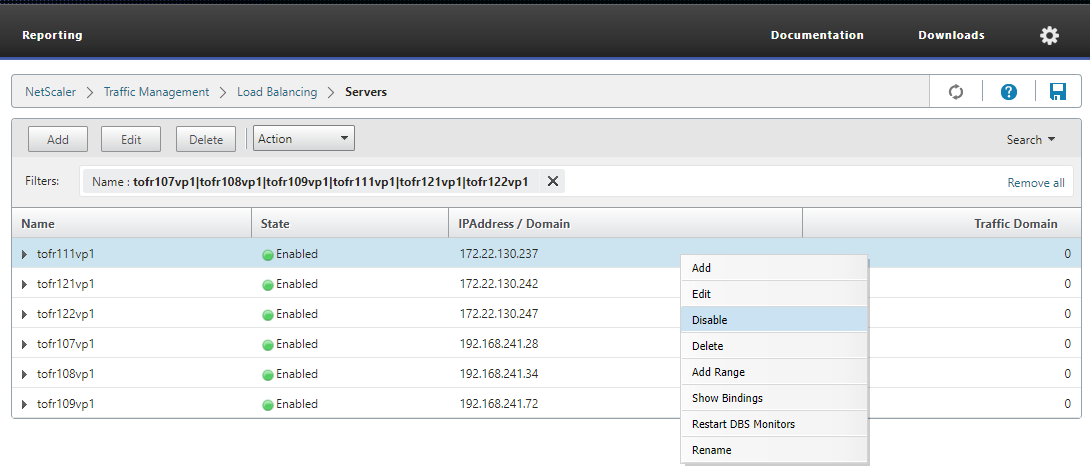 Reporting Documentation Downloads
NetScaler > Traffic Management > Load Balancing > Servers ?
Add Edit Delete Action Search
Filters: Name : tofr107vp1|tofr108vp1|tofr109vp1|tofr111vp1|tofr121vp1|tofr122vp1 Remove all
Name State IPAddress / Domain Traffic Domain
tofr111vp1 Enabled 172.22.130.237 0
Add
tofr121vp1 Enabled 172.22.130.242 0
Edit
tofr122vp1 Enabled 172.22.130.247 0
Disable
tofr107vp1 Enabled 192.168.241.28 0
Delete
tofr108vp1 Enabled 192.168.241.34 0
Add Range
tofr109vp1 Enabled 192.168.241.72 0
Show Bindings
Restart DBS Monitors
Rename